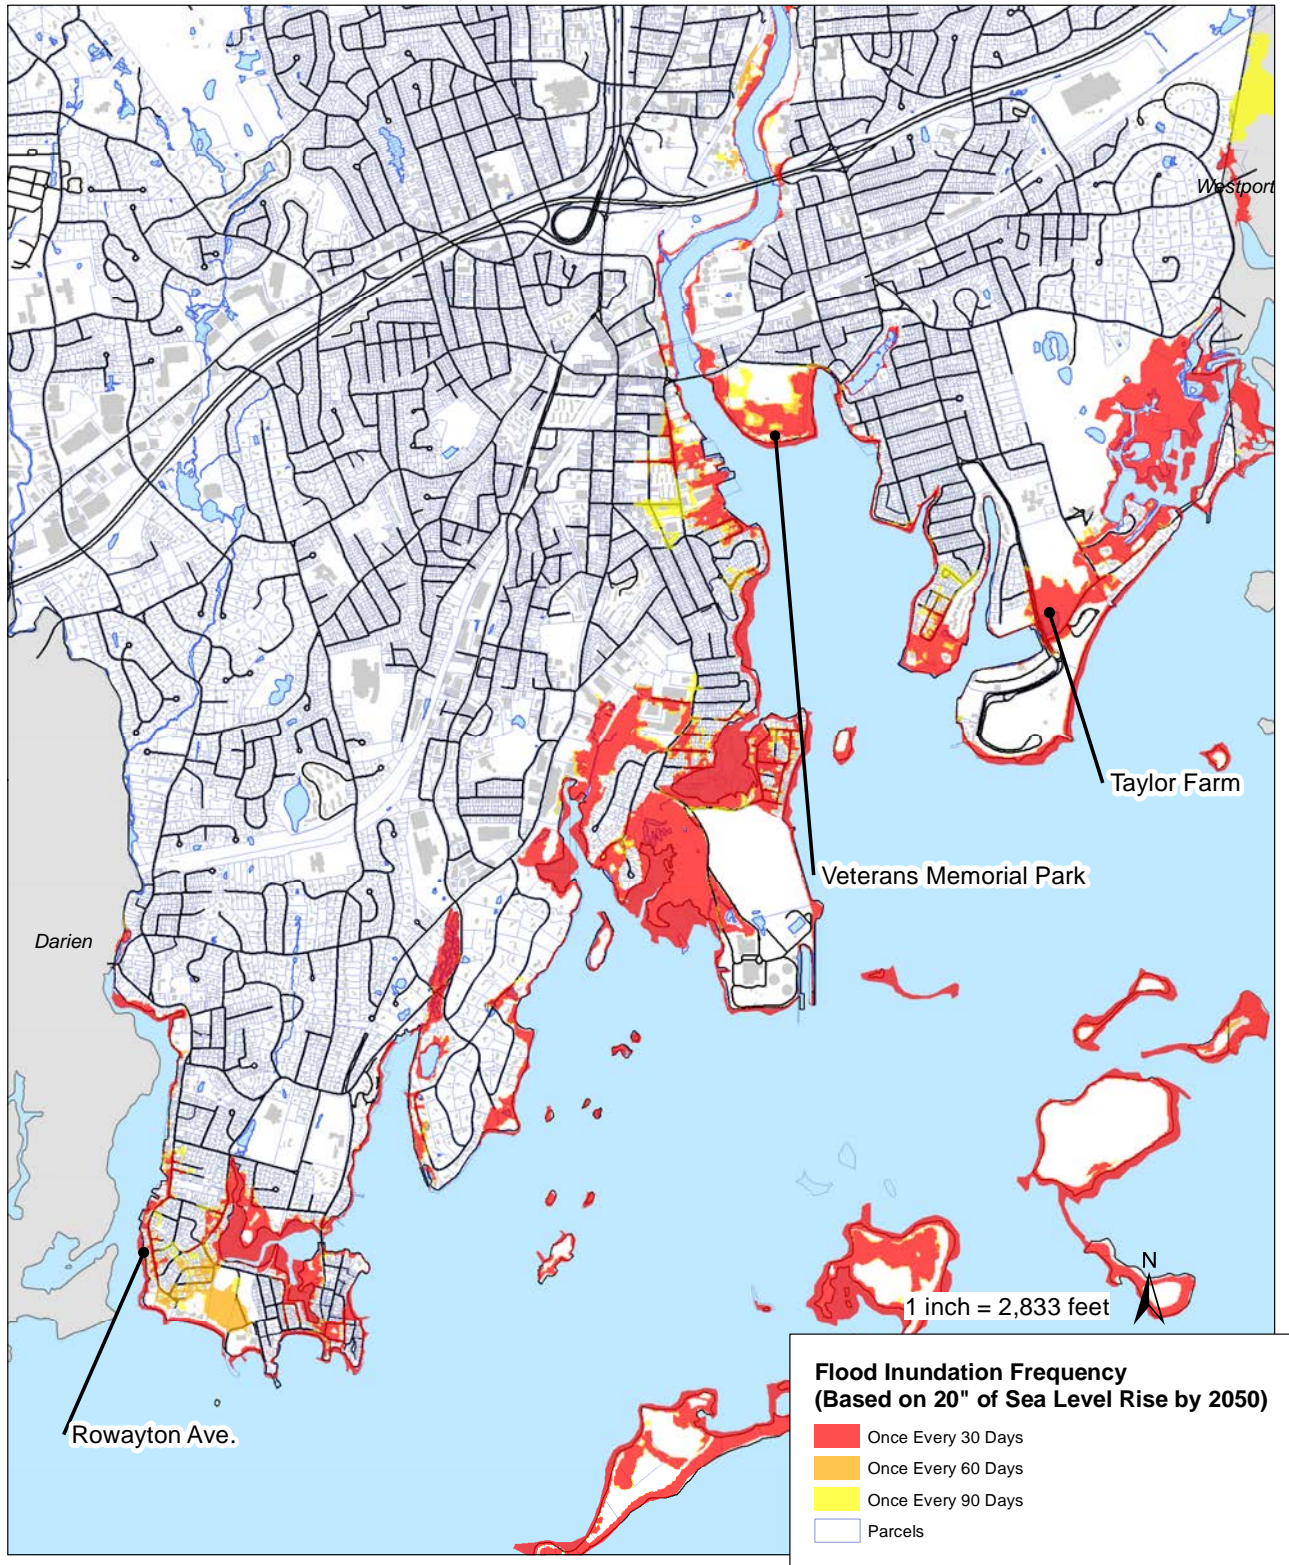 Westport
Taylor Farm
Veterans Memorial Park
Darien
N
1 inch = 2,833 feet
Rowayton Ave.
Flood Inundation Frequency
(Based on 20" of Sea Level Rise by 2050)
Once Every 30 Days
Once Every 60 Days
Once Every 90 Days
Parcels